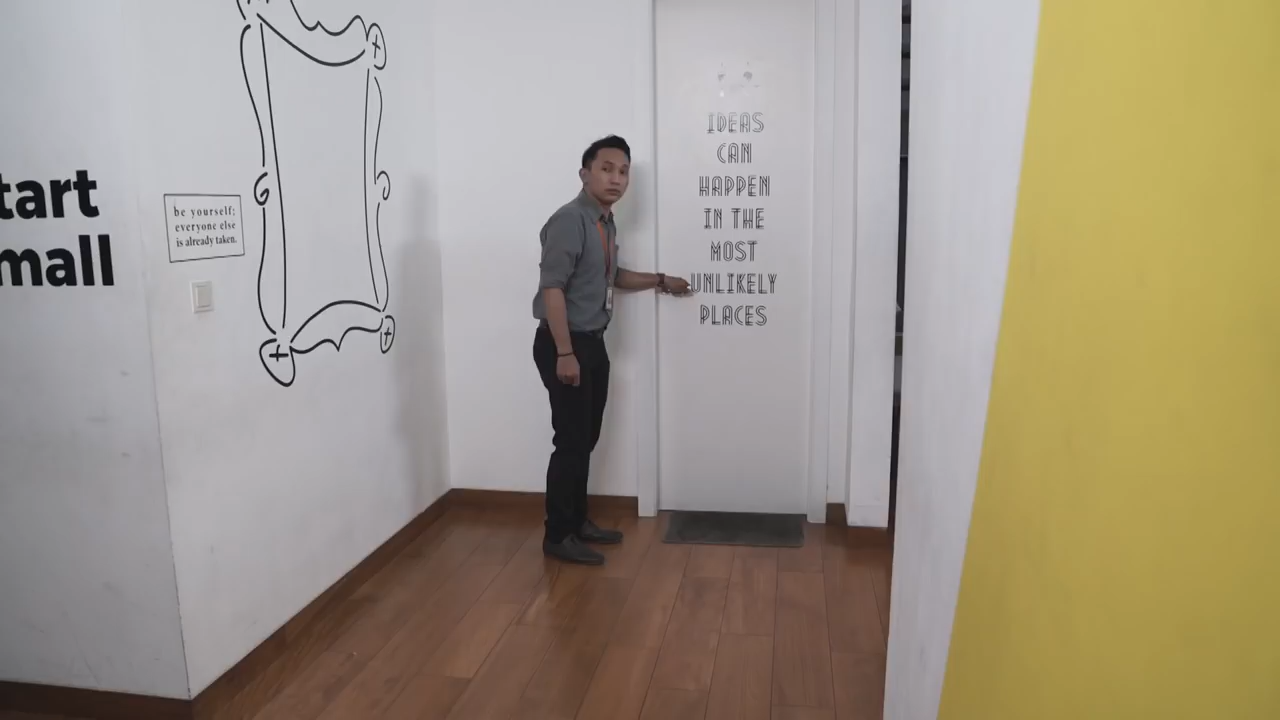 tart
mall
be yourself;
everyone else
is already taken.
IDEAS
CAN
HAPPEN
IN THE
MOST
UNLIKELY
PLACES